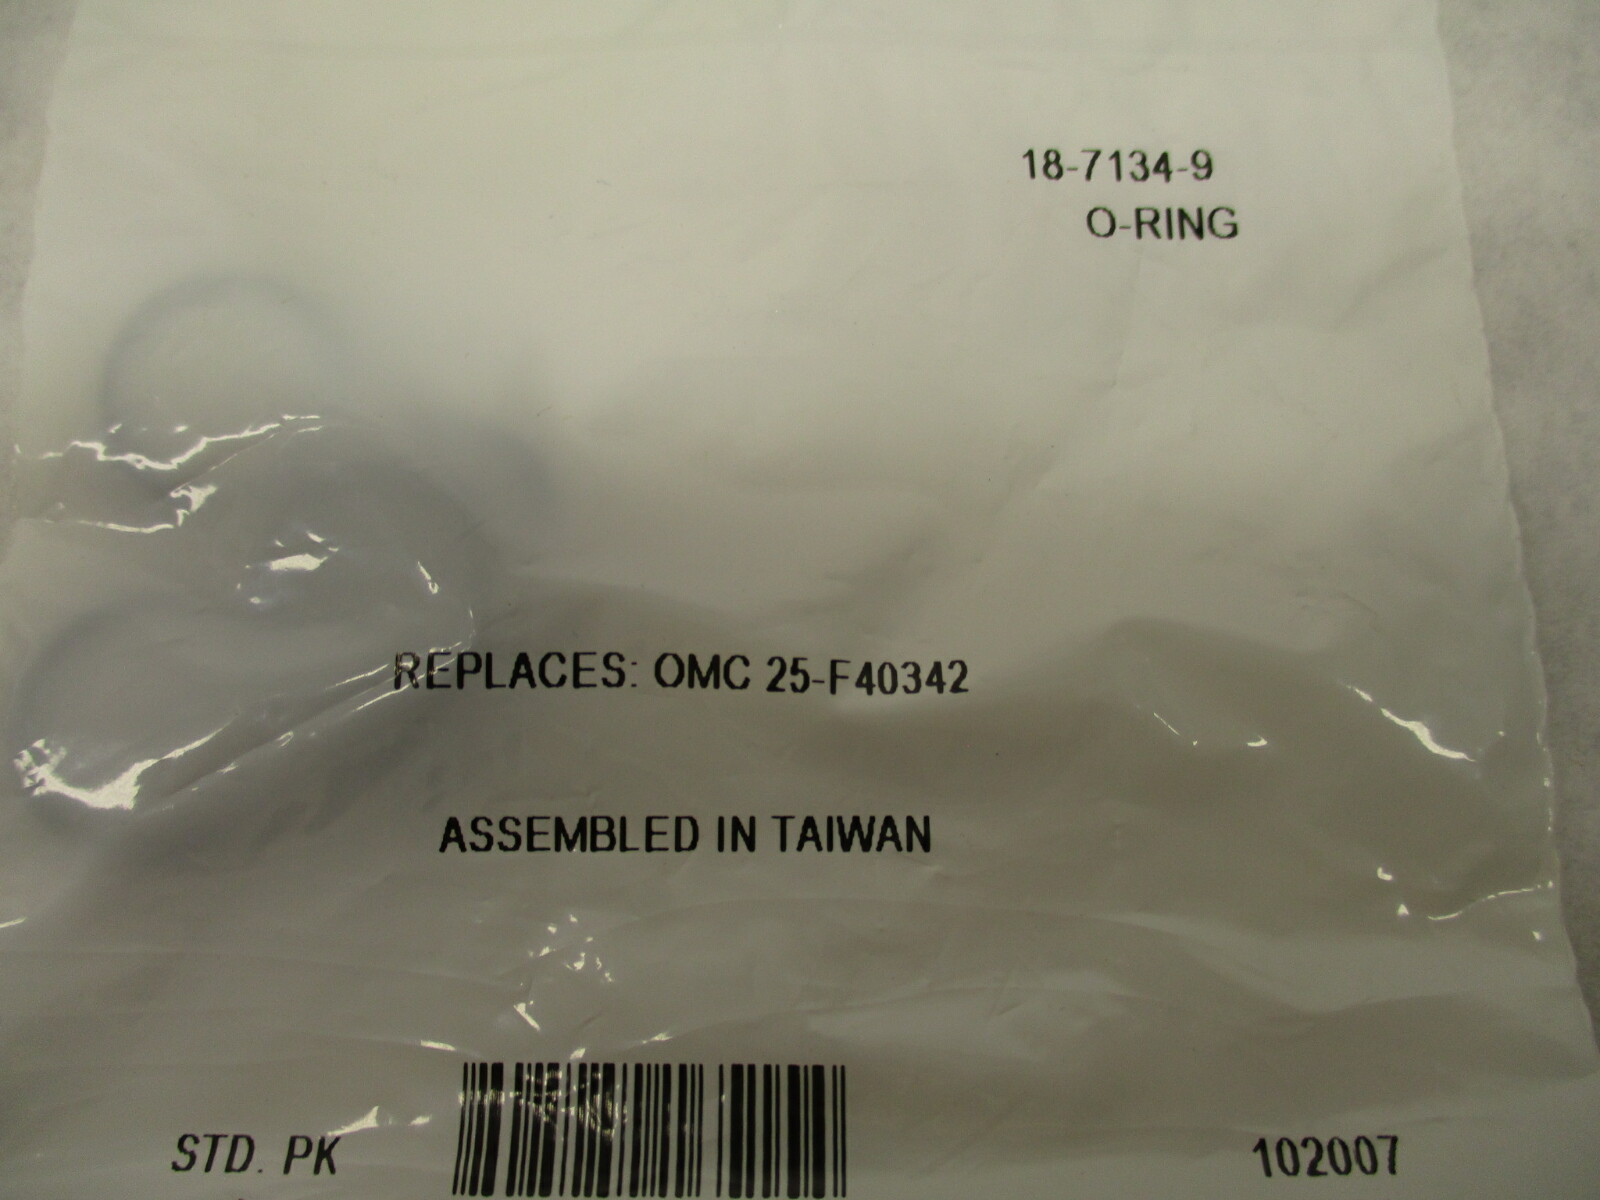 18-7134-9
O-RING
REPLACES: OMC 25-F40342
ASSEMBLED IN TAIWAN
STD. PK
102007